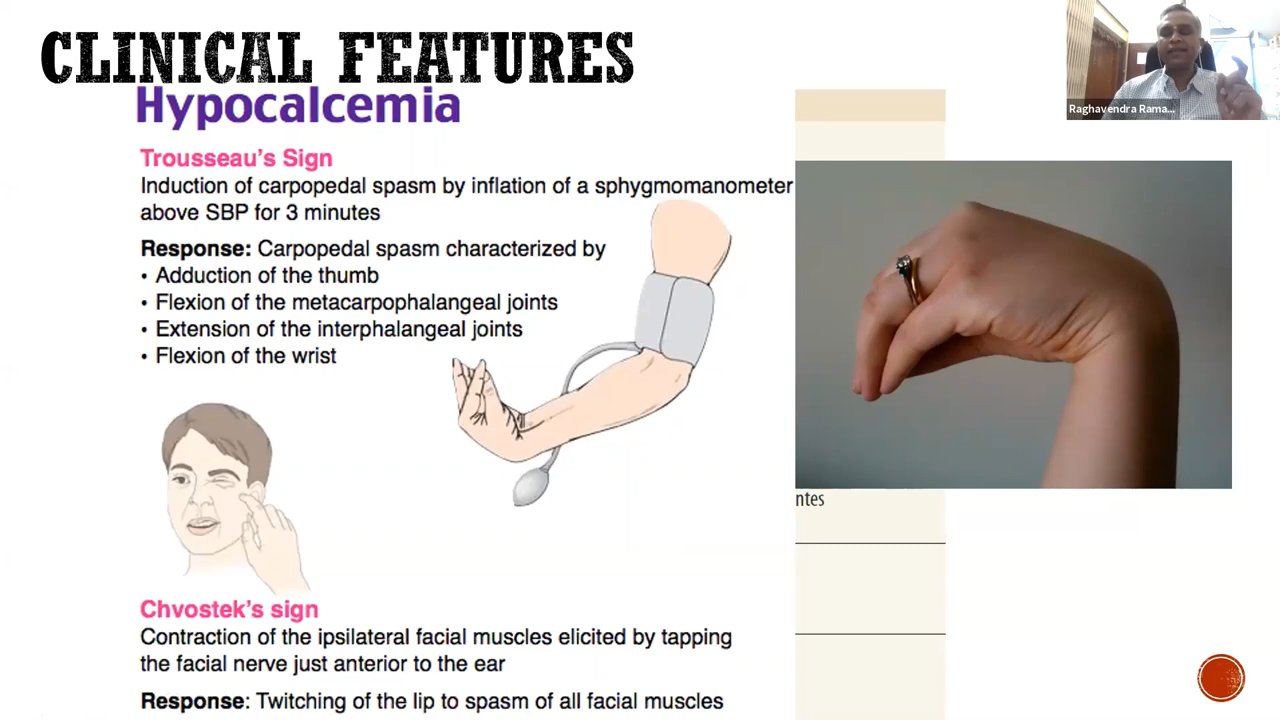 CLINICAL FEATURES
Hypocalcemia
Trousseau's Sign
Induction of carpopedal spasm by inflation of a sphygmomanometer
above SBP for 3 minutes
Response: Carpopedal spasm characterized by
• Adduction of the thumb
• Flexion of the metacarpophalangeal joints
• Extension of the interphalangeal joints
• Flexion of the wrist
Chvostek's sign
Contraction of the ipsilateral facial muscles elicited by tapping
the facial nerve just anterior to the ear
Response: Twitching of the lip to spasm of all facial muscles
ntes
Raghavendra Rama...